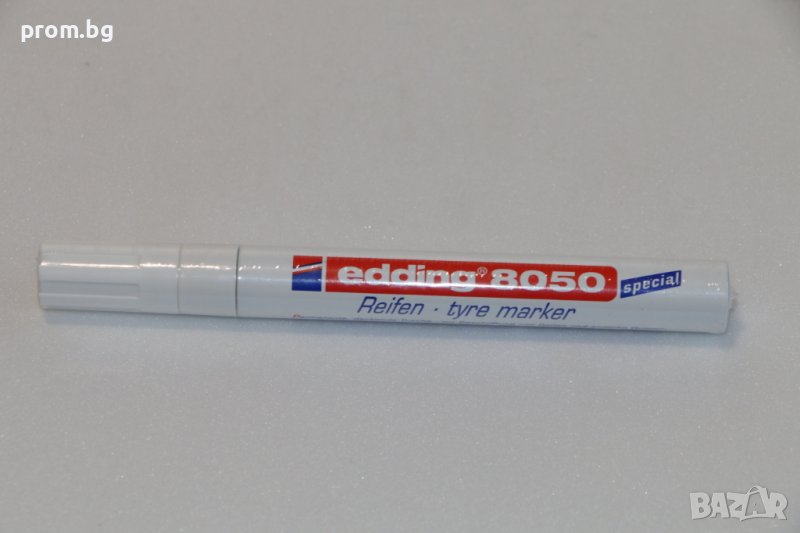 prom.bg
edding® 8050 special
Reifen · tyre marker
BAZAR